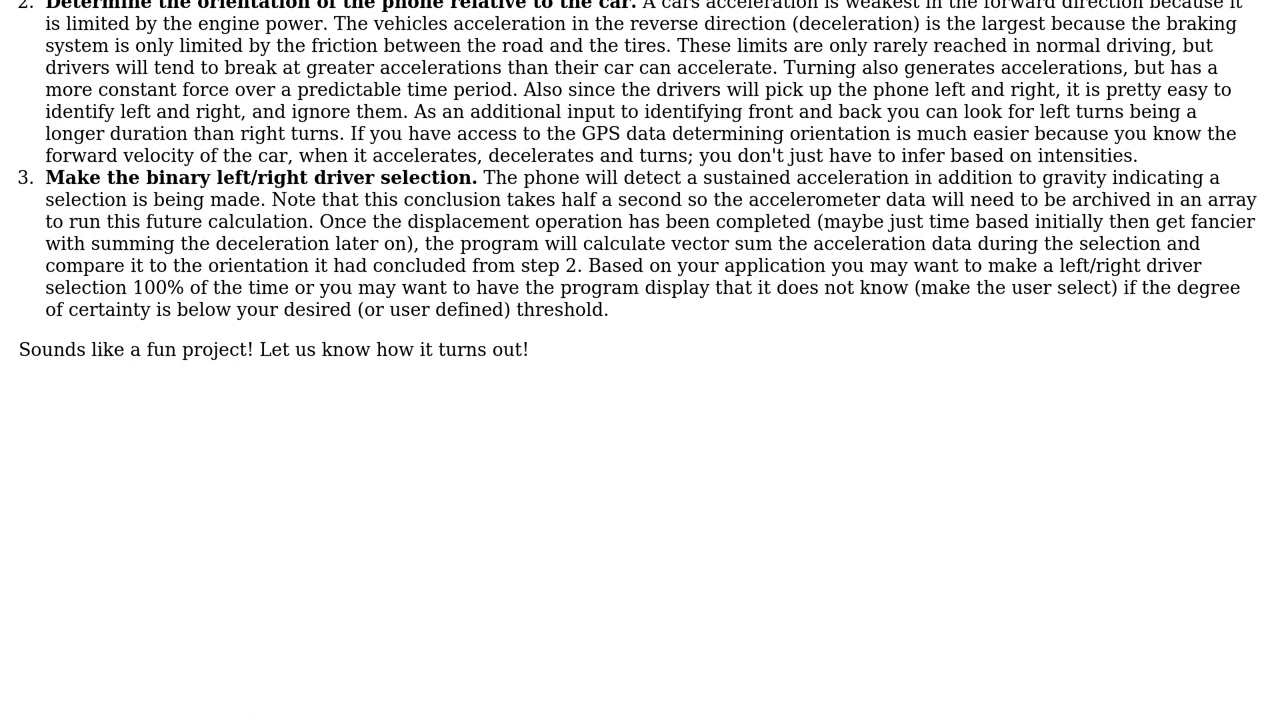 2. Determine the orientation of the phone relative to the car. A cars acceleration is weakest in the forward direction because it
is limited by the engine power. The vehicles acceleration in the reverse direction (deceleration) is the largest because the braking
system is only limited by the friction between the road and the tires. These limits are only rarely reached in normal driving, but
drivers will tend to break at greater accelerations than their car can accelerate. Turning also generates accelerations, but has a
more constant force over a predictable time period. Also since the drivers will pick up the phone left and right, it is pretty easy to
identify left and right, and ignore them. As an additional input to identifying front and back you can look for left turns being a
longer duration than right turns. If you have access to the GPS data determining orientation is much easier because you know the
forward velocity of the car, when it accelerates, decelerates and turns; you don't just have to infer based on intensities.
3. Make the binary left/right driver selection. The phone will detect a sustained acceleration in addition to gravity indicating a
selection is being made. Note that this conclusion takes half a second so the accelerometer data will need to be archived in an array
to run this future calculation. Once the displacement operation has been completed (maybe just time based initially then get fancier
with summing the deceleration later on), the program will calculate vector sum the acceleration data during the selection and
compare it to the orientation it had concluded from step 2. Based on your application you may want to make a left/right driver
selection 100% of the time or you may want to have the program display that it does not know (make the user select) if the degree
of certainty is below your desired (or user defined) threshold.
Sounds like a fun project! Let us know how it turns out!